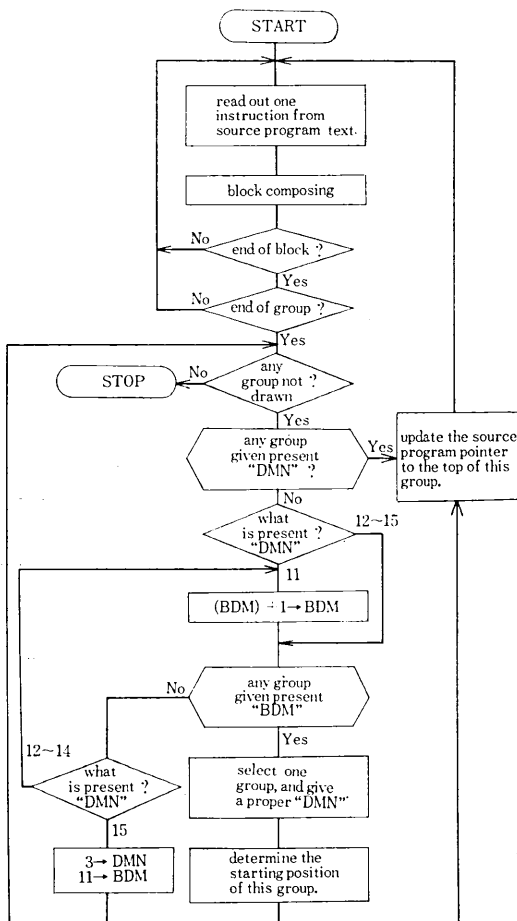 START
read out one
instruction from
source program text.
block composing
No
end of block ?
Yes
No
end of group ?
Yes
STOP
No
any
group not ?
drawn
Yes
any group
given present
"DMN" ?
Yes
update the source
program pointer
to the top of this
group.
No
what
is present ?
"DMN"
12~15
11
(BDM) - 1→ BDM
No
any group
given present
"BDM"
Yes
12~14
what
is present ?
"DMN"
select one
group, and give
a proper "DMN"
15
3→ DMN
11→ BDM
determine the
starting position
of this group.